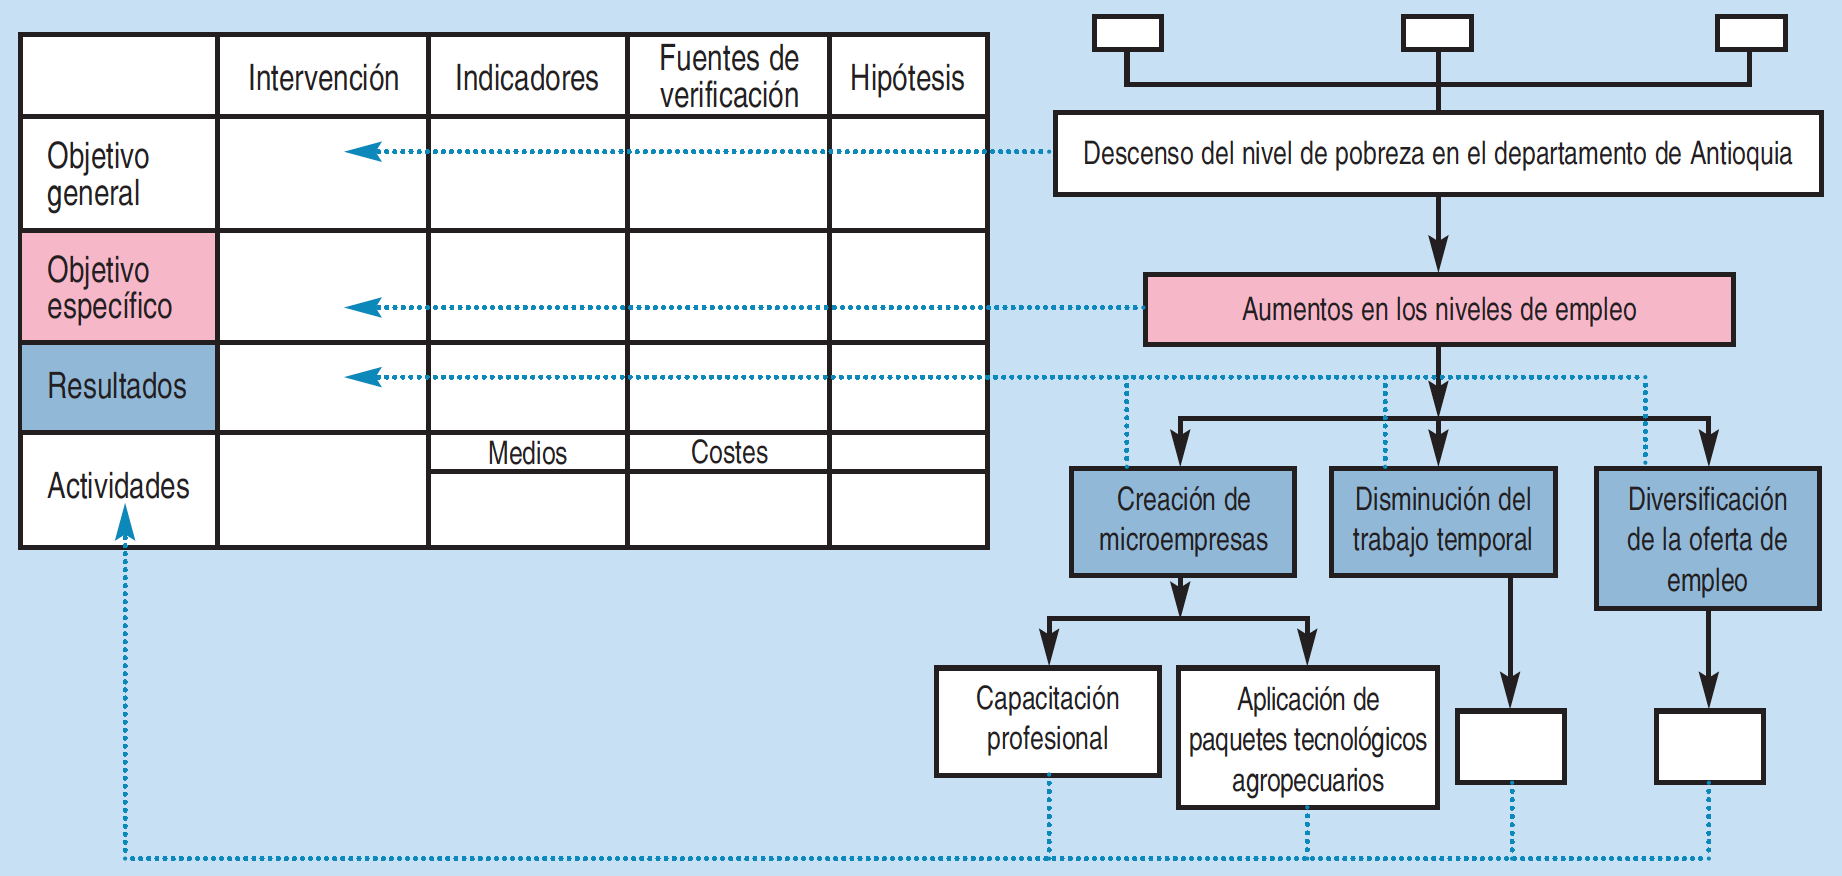 Intervención
Indicadores
Fuentes de
verificación
Hipótesis
Objetivo
general
Objetivo
específico
Resultados
Actividades
Medios
Costes
Descenso del nivel de pobreza en el departamento de Antioquia
Aumentos en los niveles de empleo
Creación de
microempresas
Disminución del
trabajo temporal
Diversificación
de la oferta de
empleo
Capacitación
profesional
Aplicación de
paquetes tecnológicos
agropecuarios